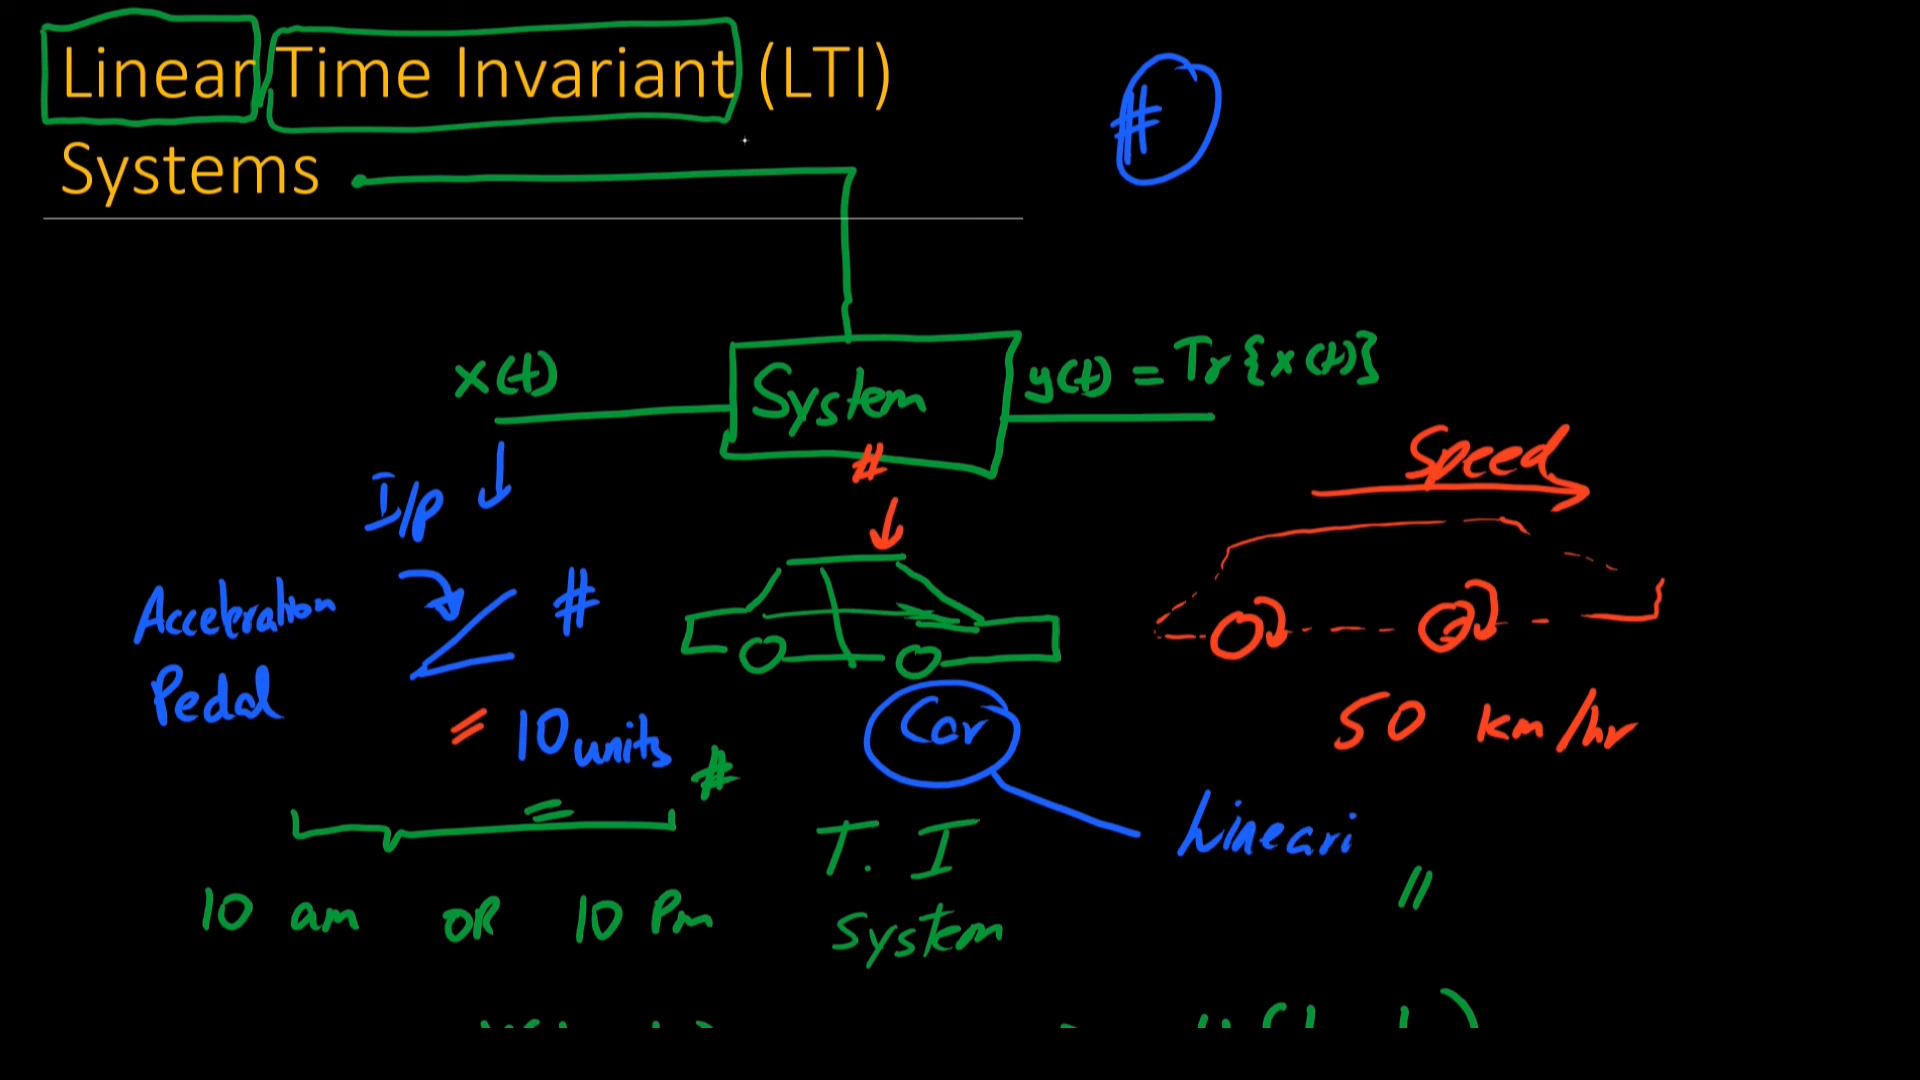 Linear Time Invariant (LTI)
Systems
#
x(t)
System
y(t) = Tr{x(t)}
#
Speed
I/p
Acceleration
Pedal
#
= 10 units
#
Car
50 km/hr
Lineari
10 am OR 10 Pm
T. I
System